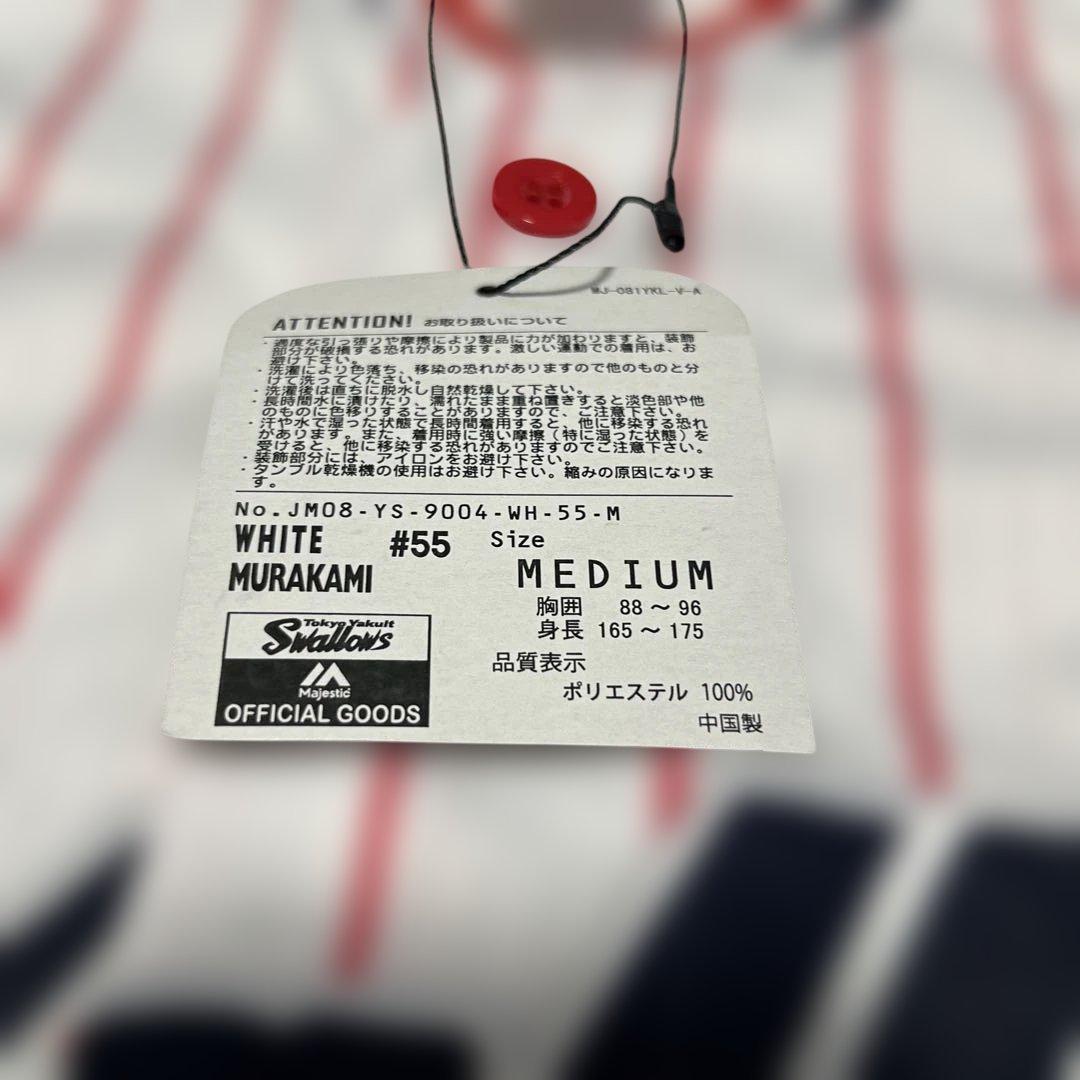 MJ-081YKL-V-A
ATTENTION! お取り扱いについて
・過度な引っ張りや摩擦により製品に力が加わりますと、装飾
部分が破損する恐れがあります。激しい運動での着用は、お
避け下さい。
・洗濯により色落ち、移染の恐れがありますので他のものと分
けて洗ってください。
・洗濯後は直ちに脱水し自然乾燥して下さい。
・長時間水に漬けたり、濡れたまま重ね置きすると淡色部や他
のものに色移りすることがありますので、ご注意下さい。
・汗や水で湿った状態で長時間着用すると、他に移染する恐れ
があります。また、着用時に強い摩擦（特に湿った状態）を
受けると、他に移染する恐れがありますのでご注意下さい。
・装飾部分には、アイロンをお避け下さい。
・タンブル乾燥機の使用はお避け下さい。縮みの原因になりま
す。
No.JM08-YS-9004-WH-55-M
WHITE #55 Size
MURAKAMI MEDIUM
胸囲 88～96
身長 165～175
Tokyo Yakult
Swallows
Majestic
OFFICIAL GOODS
品質表示
ポリエステル 100%
中国製